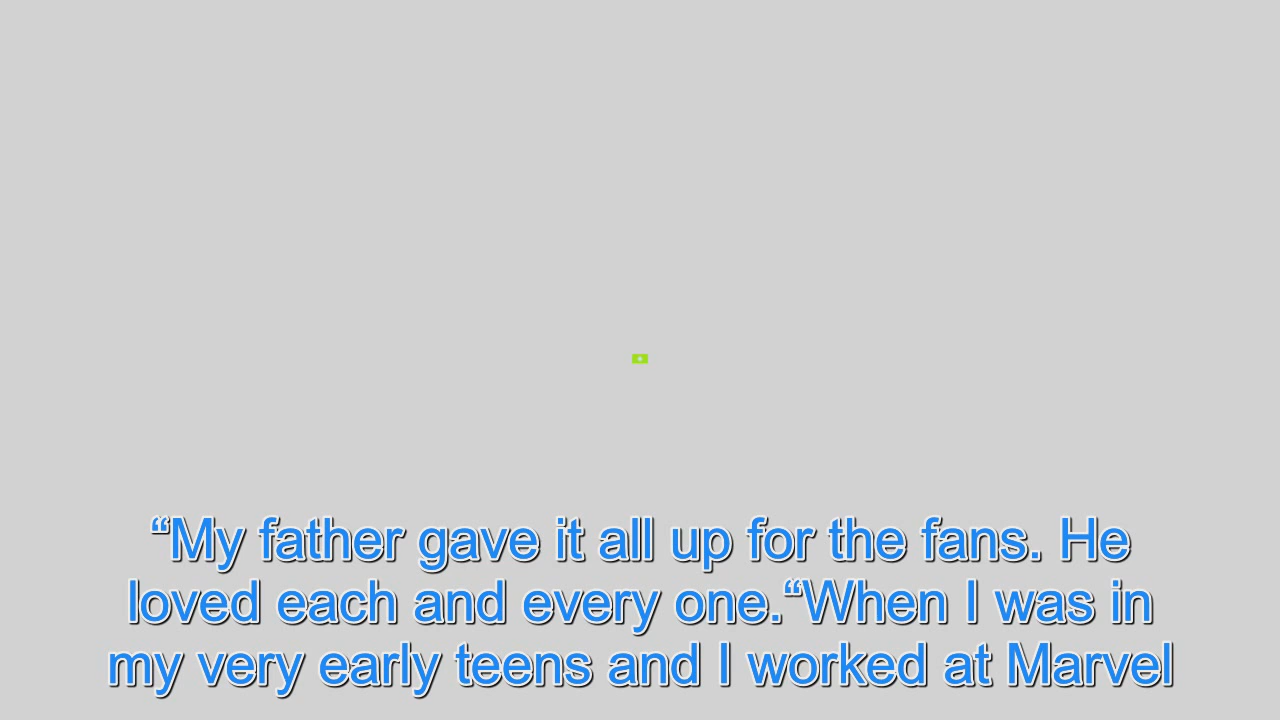 “My father gave it all up for the fans. He
loved each and every one.“When I was in
my very early teens and I worked at Marvel